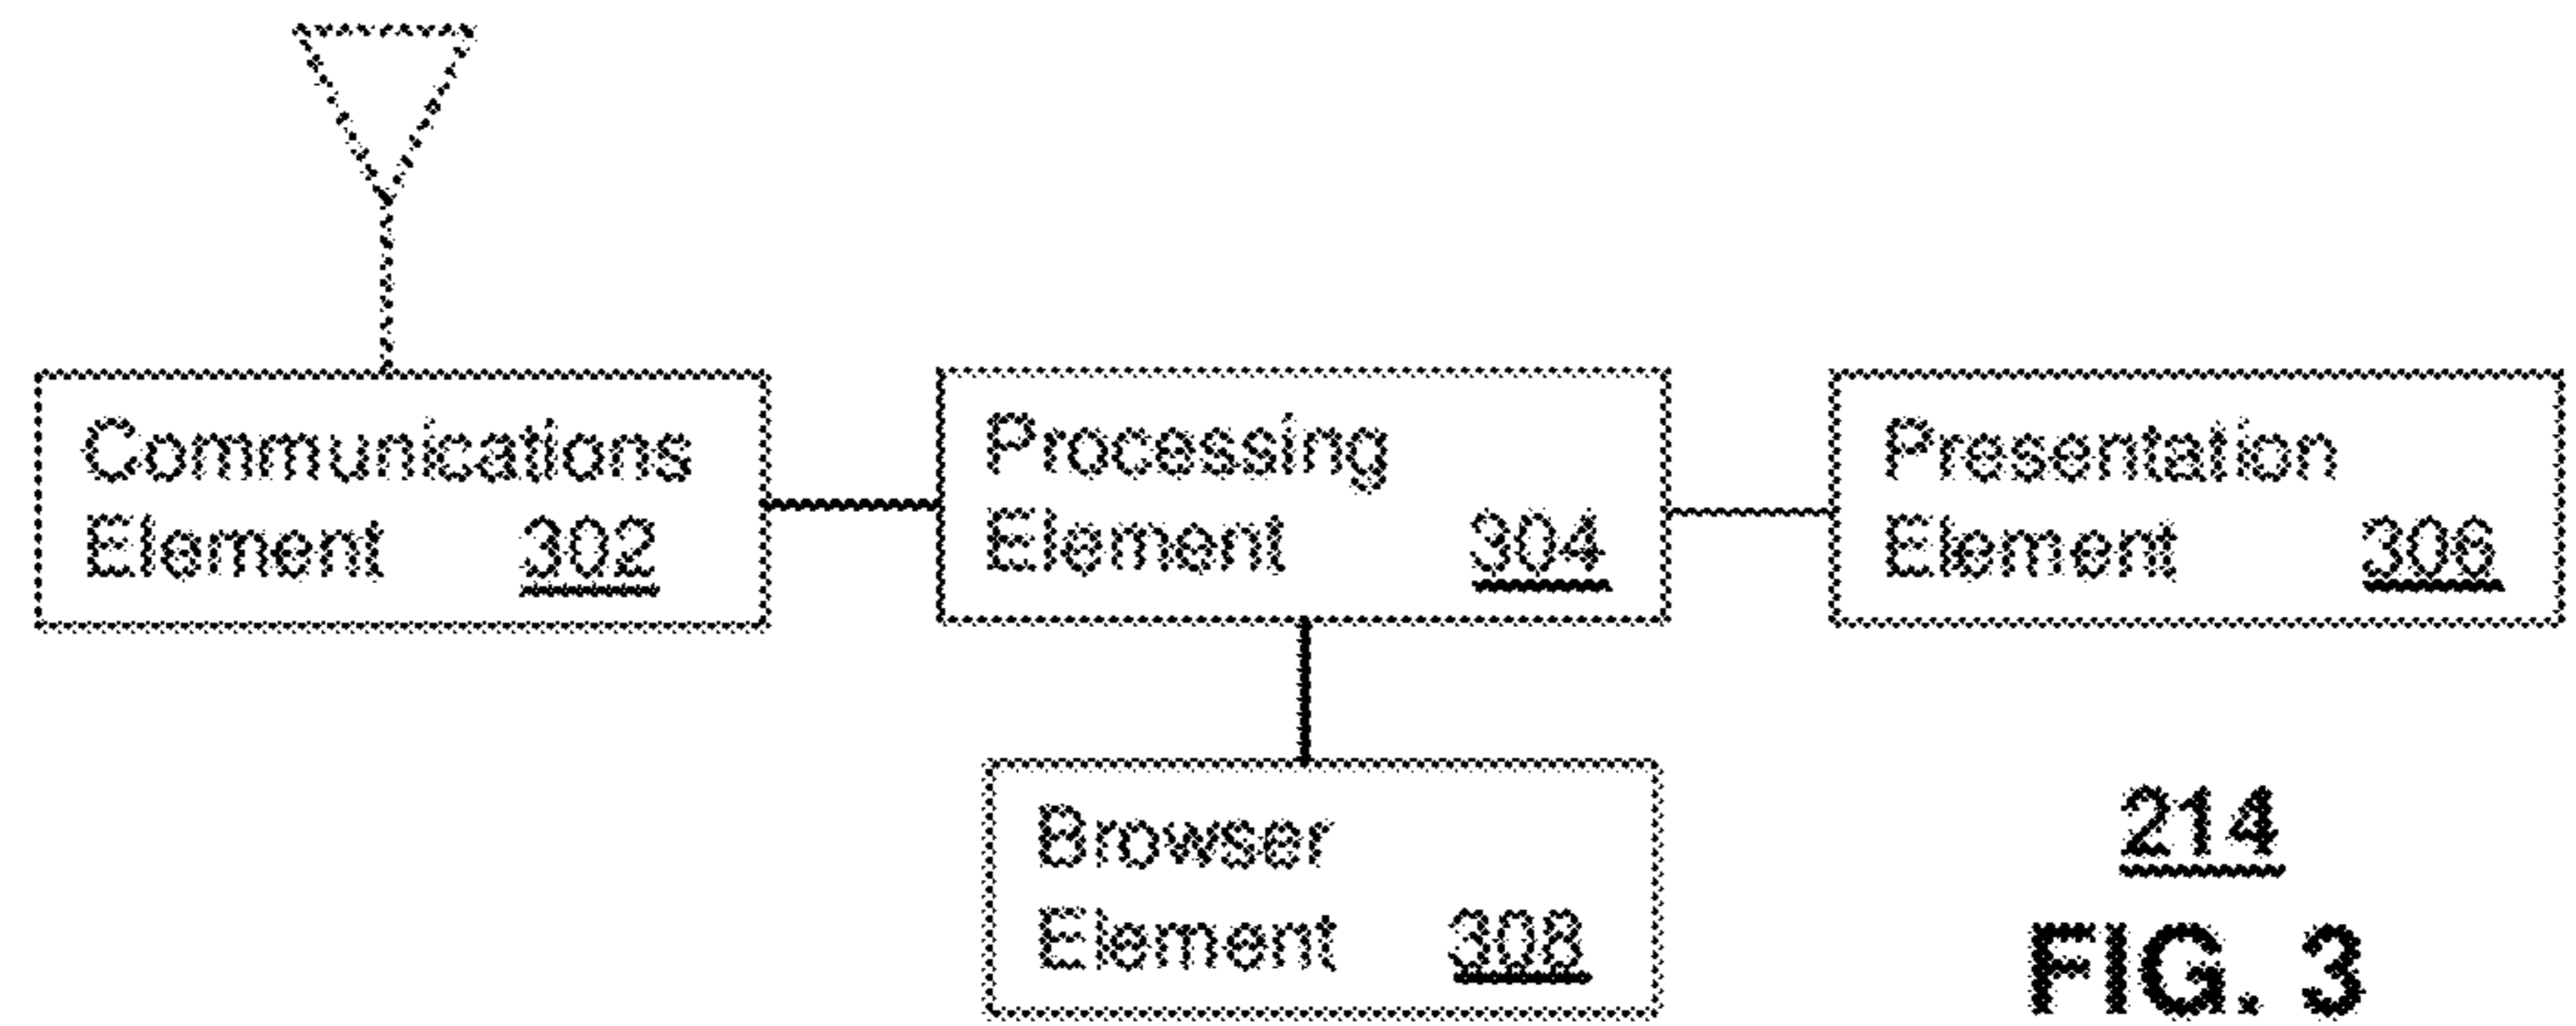 Communications
Element 302
Processing
Element 304
Presentation
Element 306
Browser
Element 308
214
FIG. 3